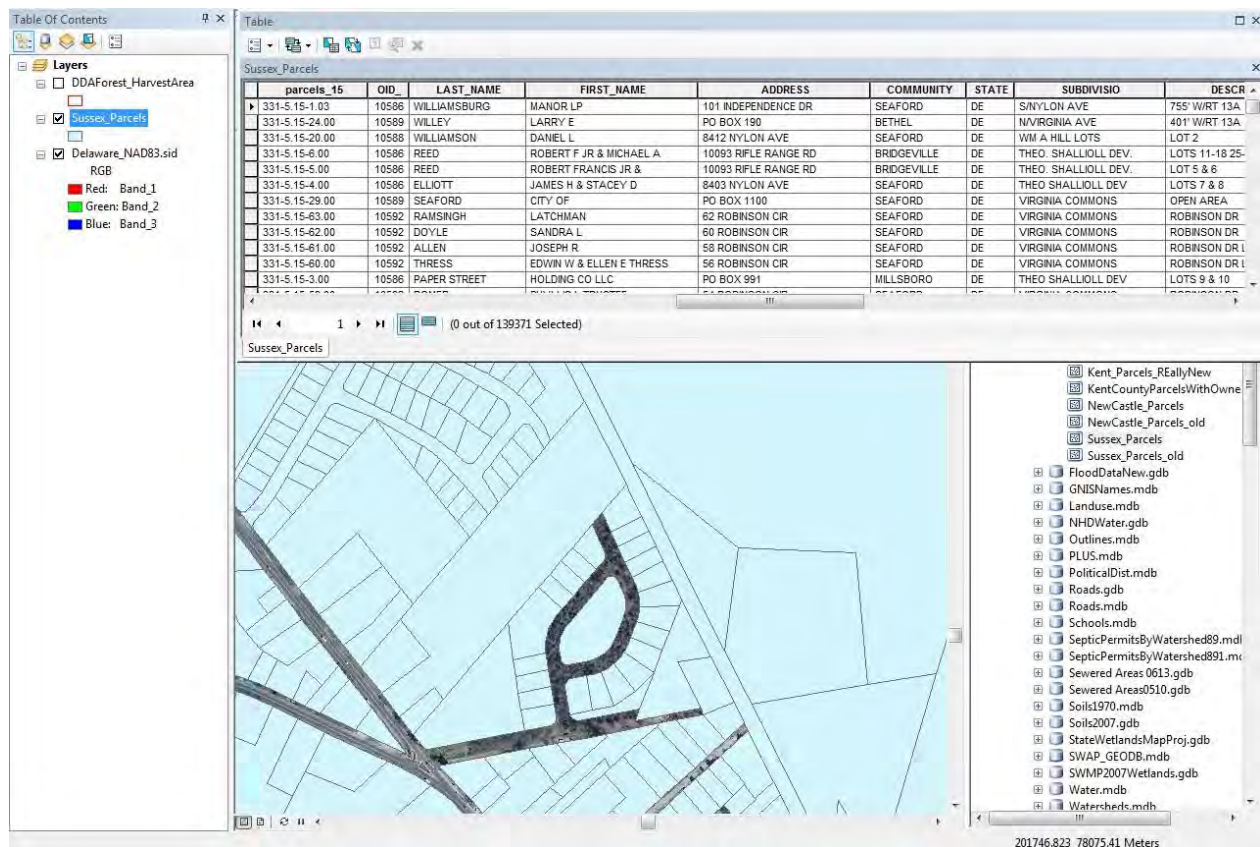 Table Of Contents
Layers
DDAForest_HarvestArea
Sussex_Parcels
Delaware_NAD83.sid
RGB
Red: Band_1
Green: Band_2
Blue: Band_3
Table
Sussex_Parcels
parcels_15 OID_ LAST_NAME FIRST_NAME ADDRESS COMMUNITY STATE SUBDIVISIO DESCR
331-5.15-1.03 10586 WILLIAMSBURG MANOR LP 101 INDEPENDENCE DR SEAFORD DE S/NYLON AVE 755' W/RT 13A
331-5.15-24.00 10589 WILLEY LARRY E PO BOX 190 BETHEL DE N/VIRGINIA AVE 401' W/RT 13A
331-5.15-20.00 10588 WILLIAMSON DANIEL L 8412 NYLON AVE SEAFORD DE WM A HILL LOTS LOT 2
331-5.15-6.00 10586 REED ROBERT F JR & MICHAEL A 10093 RIFLE RANGE RD BRIDGEVILLE DE THEO. SHALLIOLL DEV. LOTS 11-18 25-
331-5.15-5.00 10586 REED ROBERT FRANCIS JR & 10093 RIFLE RANGE RD BRIDGEVILLE DE THEO. SHALLIOLL DEV. LOT 5 & 6
331-5.15-4.00 10586 ELLIOTT JAMES H & STACEY D 8403 NYLON AVE SEAFORD DE THEO SHALLIOLL DEV LOTS 7 & 8
331-5.15-29.00 10589 SEAFORD CITY OF PO BOX 1100 SEAFORD DE VIRGINIA COMMONS OPEN AREA
331-5.15-63.00 10592 RAMSINGH LATCHMAN 62 ROBINSON CIR SEAFORD DE VIRGINIA COMMONS ROBINSON DR
331-5.15-62.00 10592 DOYLE SANDRA L 60 ROBINSON CIR SEAFORD DE VIRGINIA COMMONS ROBINSON DR
331-5.15-61.00 10592 ALLEN JOSEPH R 58 ROBINSON CIR SEAFORD DE VIRGINIA COMMONS ROBINSON DR L
331-5.15-60.00 10592 THRESS EDWIN W & ELLEN E THRESS 56 ROBINSON CIR SEAFORD DE VIRGINIA COMMONS ROBINSON DR L
331-5.15-3.00 10586 PAPER STREET HOLDING CO LLC PO BOX 991 MILLSBORO DE THEO SHALLIOLL DEV LOTS 9 & 10
1 (0 out of 139371 Selected)
Sussex_Parcels
Kent_Parcels_REallyNew
KentCountyParcelsWithOwne
NewCastle_Parcels
NewCastle_Parcels_old
Sussex_Parcels
Sussex_Parcels_old
FloodDataNew.gdb
GNISNames.mdb
Landuse.mdb
NHDWater.gdb
Outlines.mdb
PLUS.mdb
PoliticalDist.mdb
Roads.gdb
Roads.mdb
Schools.mdb
SepticPermitsByWatershed89.mdl
SepticPermitsByWatershed891.mc
Sewered Areas 0613.gdb
Sewered Areas0510.gdb
Soils1970.mdb
Soils2007.gdb
StateWetlandsMapProj.gdb
SWAP_GEODB.mdb
SWMP2007Wetlands.gdb
Water.mdb
Watersheds.mdb
201746.823 78075.41 Meters